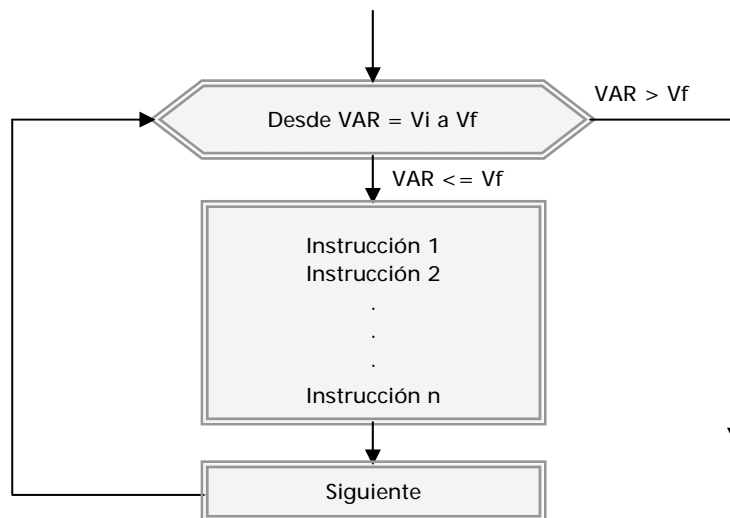 VAR > Vf
Desde VAR = Vi a Vf
VAR <= Vf
Instrucción 1
Instrucción 2
.
.
.
Instrucción n
Siguiente